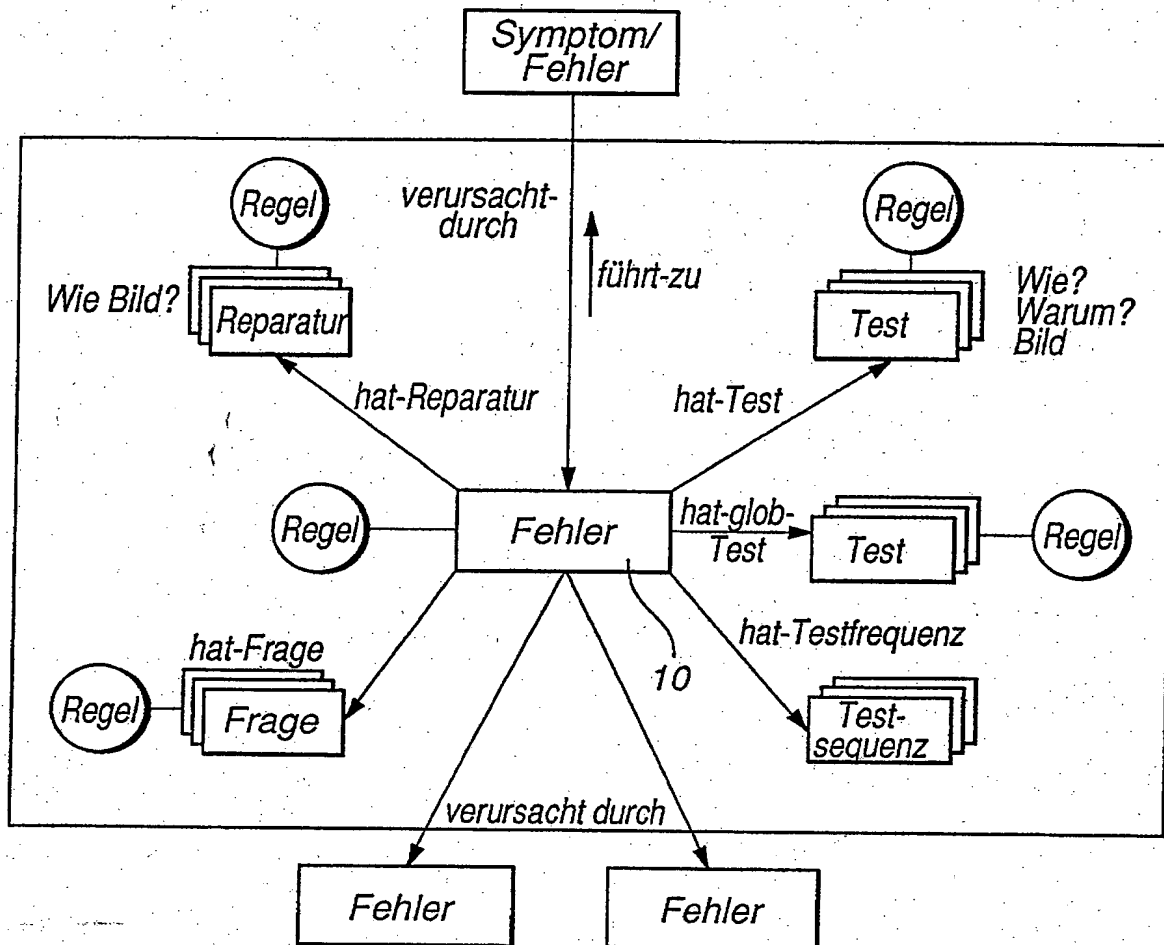 Symptom/
Fehler
Regel
verursacht-
durch
Regel
führt-zu
Wie Bild?
Reparatur
Test
Wie?
Warum?
Bild
hat-Reparatur
hat-Test
Regel
Fehler
hat-glob-
Test
Test
Regel
hat-Frage
hat-Testfrequenz
10
Regel
Frage
Test-
sequenz
verursacht durch
Fehler
Fehler